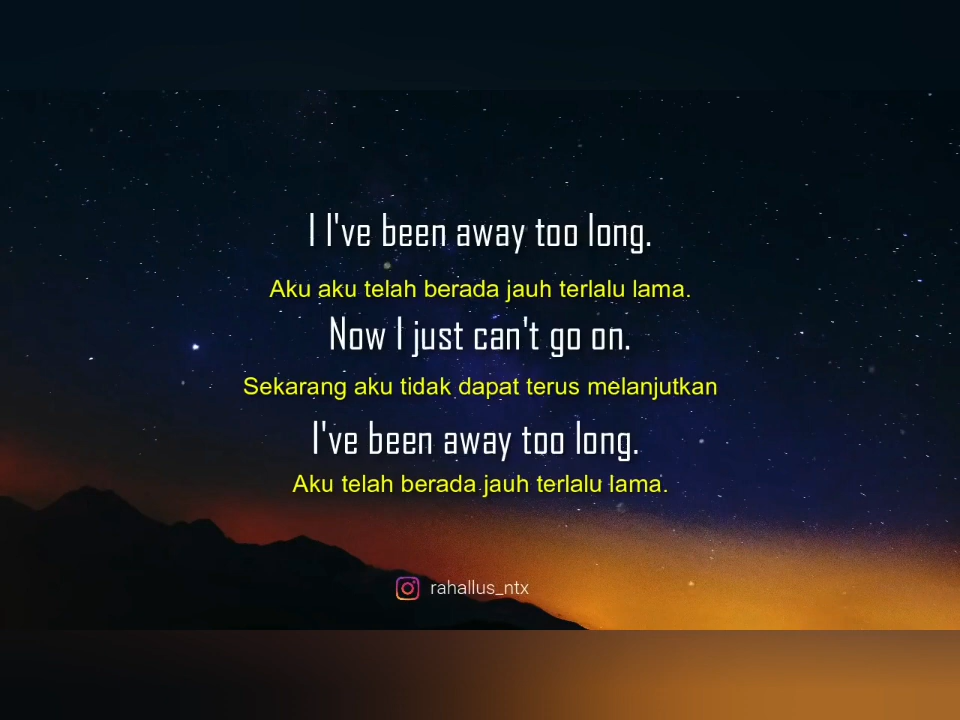 I I've been away too long.
Aku aku telah berada jauh terlalu lama.
Now I just can't go on.
Sekarang aku tidak dapat terus melanjutkan
I've been away too long.
Aku telah berada jauh terlalu lama.
rahallus_ntx